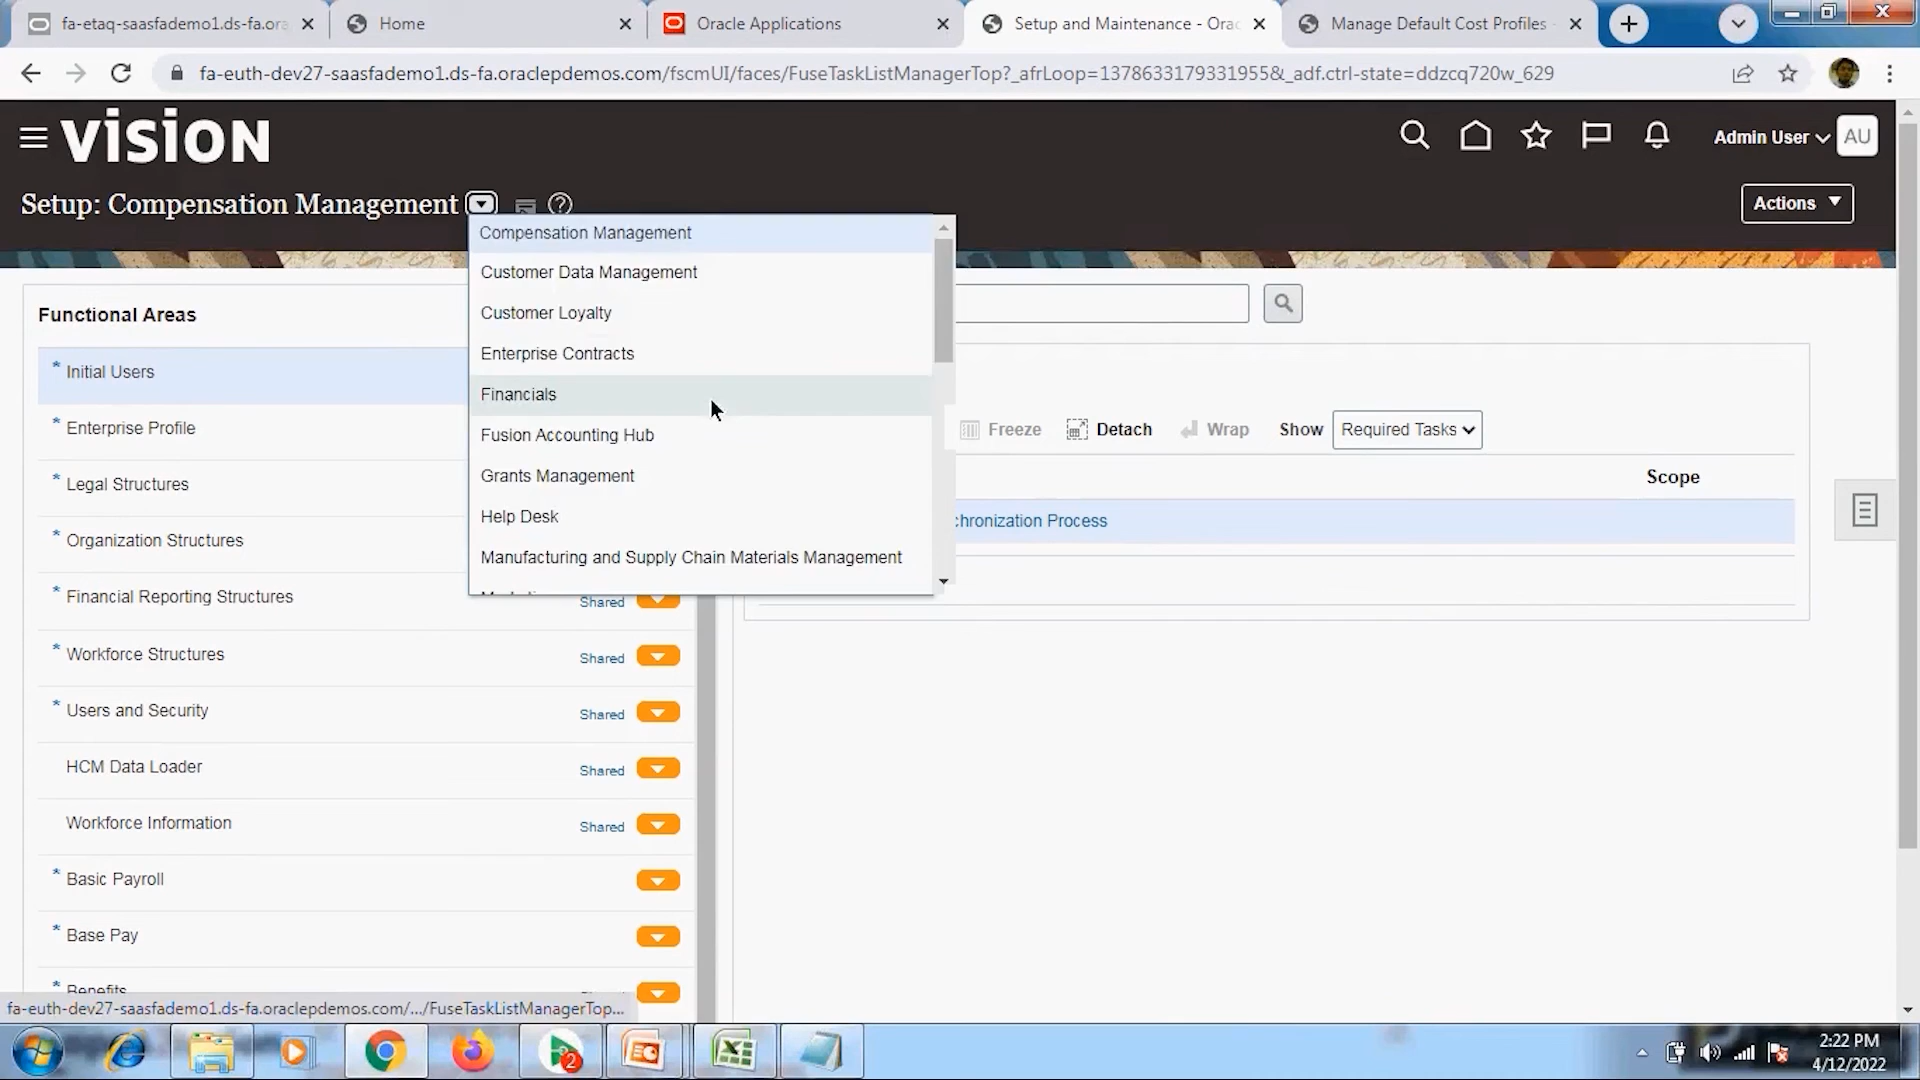 fa-etaq-saasfademo1.ds-fa.ora
Home
Oracle Applications
Setup and Maintenance - Orac
Manage Default Cost Profiles -
fa-euth-dev27-saasfademo1.ds-fa.oraclepdemos.com/fscmUI/faces/FuseTaskListManagerTop?_afrLoop=13786331793319​55&_adf.ctrl-state=ddzcq720w_629
VISION
Admin User
AU
Setup: Compensation Management
Actions
Compensation Management
Customer Data Management
Customer Loyalty
Enterprise Contracts
Financials
Fusion Accounting Hub
Grants Management
Help Desk
Manufacturing and Supply Chain Materials Management
Functional Areas
* Initial Users
* Enterprise Profile
* Legal Structures
* Organization Structures
* Financial Reporting Structures
Shared
* Workforce Structures
Shared
* Users and Security
Shared
HCM Data Loader
Shared
Workforce Information
Shared
* Basic Payroll
* Base Pay
* Benefits
Freeze
Detach
Wrap
Show
Required Tasks
Scope
chronization Process
fa-euth-dev27-saasfademo1.ds-fa.oraclepdemos.com/.../FuseTaskListManagerTop...
2
2:22 PM
4/12/2022